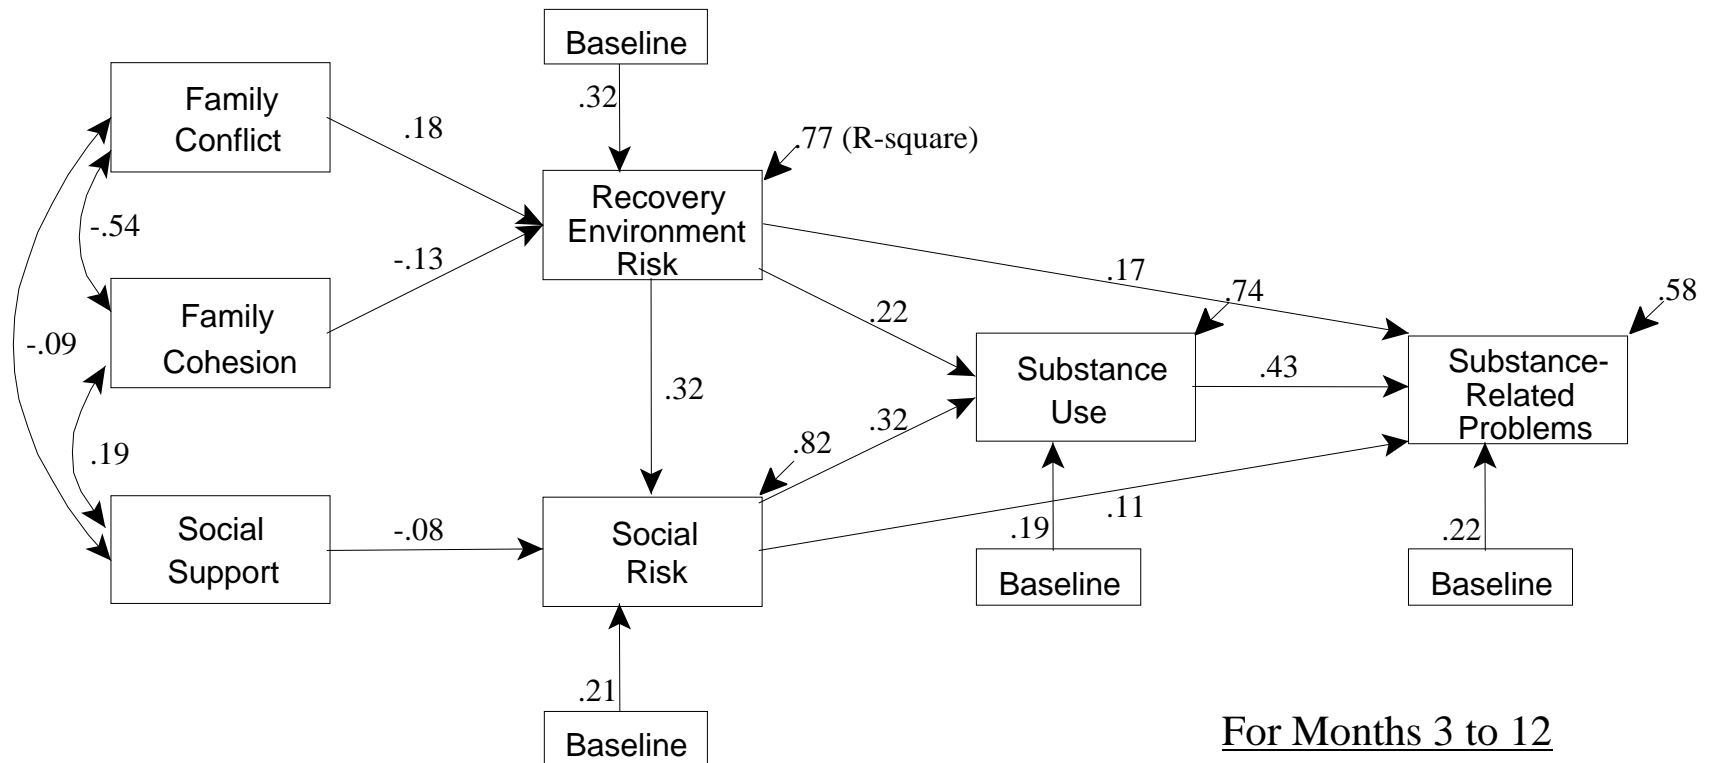 Baseline
.32
Family
Conflict
.18
.77 (R-square)
Recovery
Environment
Risk
-.54
-.13
.17
.74
.58
Family
Cohesion
-.09
.22
.32
Substance
Use
.43
Substance-
Related
Problems
.32
.82
.19
Social
Support
-.08
Social
Risk
.11
.19
Baseline
.22
Baseline
.21
Baseline
For Months 3 to 12